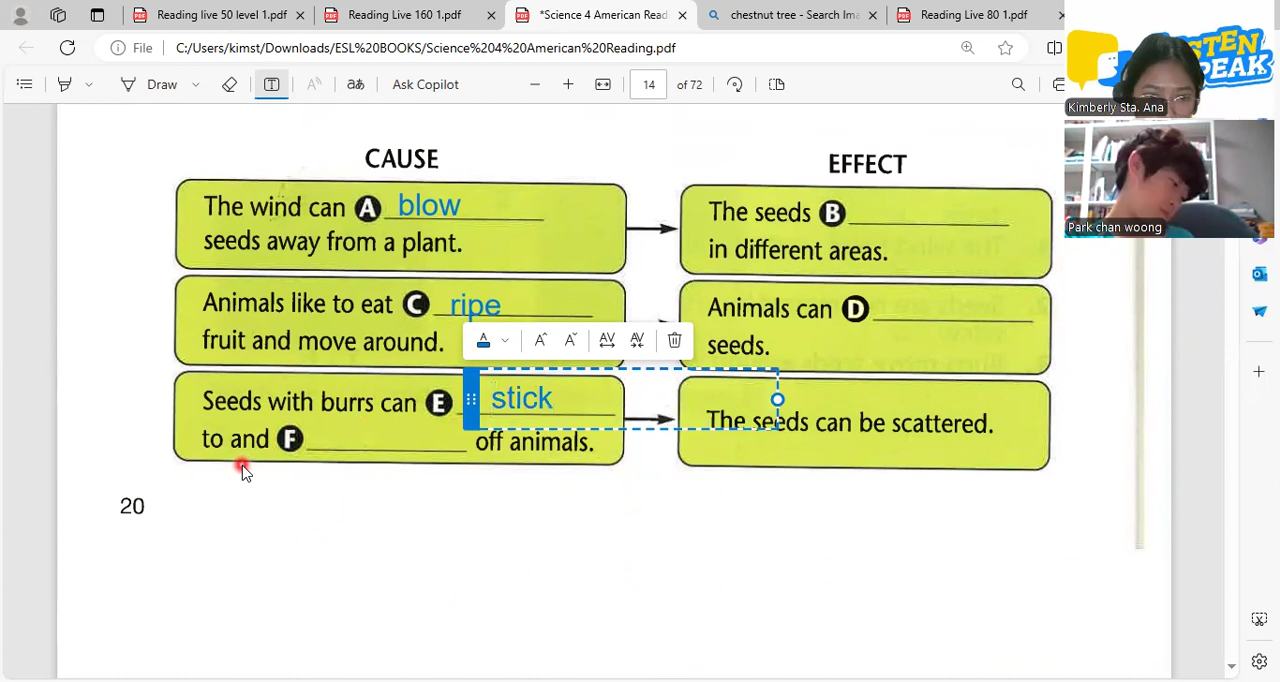 Reading live 50 level 1.pdf
Reading Live 160 1.pdf
*Science 4 American Read
chestnut tree - Search Ima
Reading Live 80 1.pdf
File
C:/Users/kimst/Downloads/ESL%20BOOKS/Science%204%20American%20Reading.pdf
Draw
Ask Copilot
14
of 72
Kimberly Sta. Ana
Park chan woong
CAUSE
EFFECT
The wind can A blow
seeds away from a plant.
The seeds B
in different areas.
Animals like to eat C ripe
fruit and move around.
Animals can D
seeds.
Seeds with burrs can E stick
to and F off animals.
The seeds can be scattered.
20